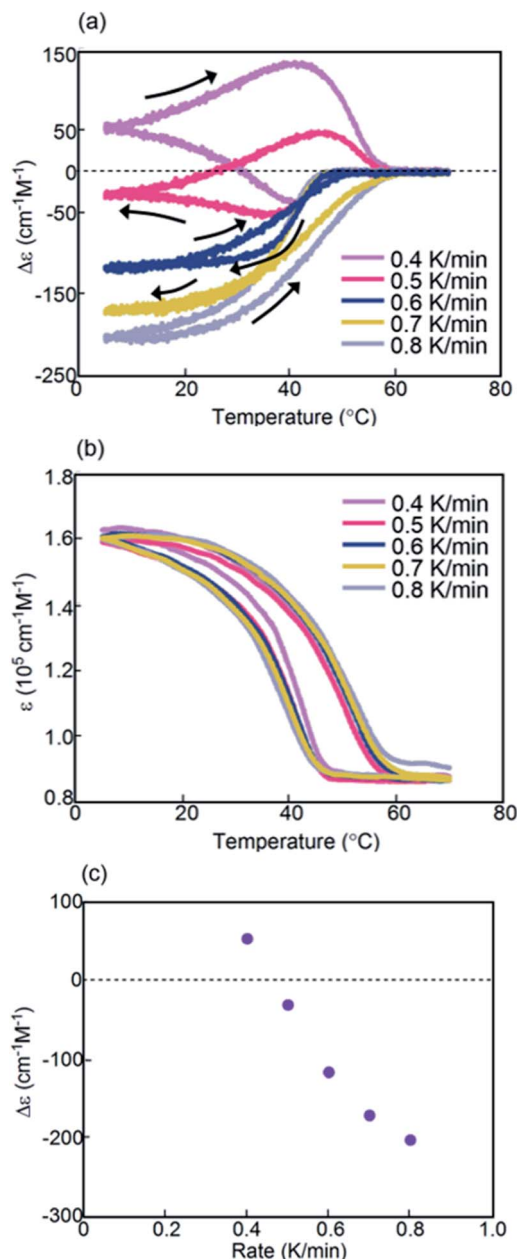 (a)
150
50
0
-50
-150
-250
Δε (cm⁻¹M⁻¹)
0.4 K/min
0.5 K/min
0.6 K/min
0.7 K/min
0.8 K/min
0 20 40 60 80
Temperature (°C)
(b)
1.8
1.6
1.4
1.2
1.0
0.8
ε (10⁵ cm⁻¹M⁻¹)
0.4 K/min
0.5 K/min
0.6 K/min
0.7 K/min
0.8 K/min
0 20 40 60 80
Temperature (°C)
(c)
100
0
-100
-200
-300
Δε (cm⁻¹M⁻¹)
0 0.2 0.4 0.6 0.8 1.0
Rate (K/min)